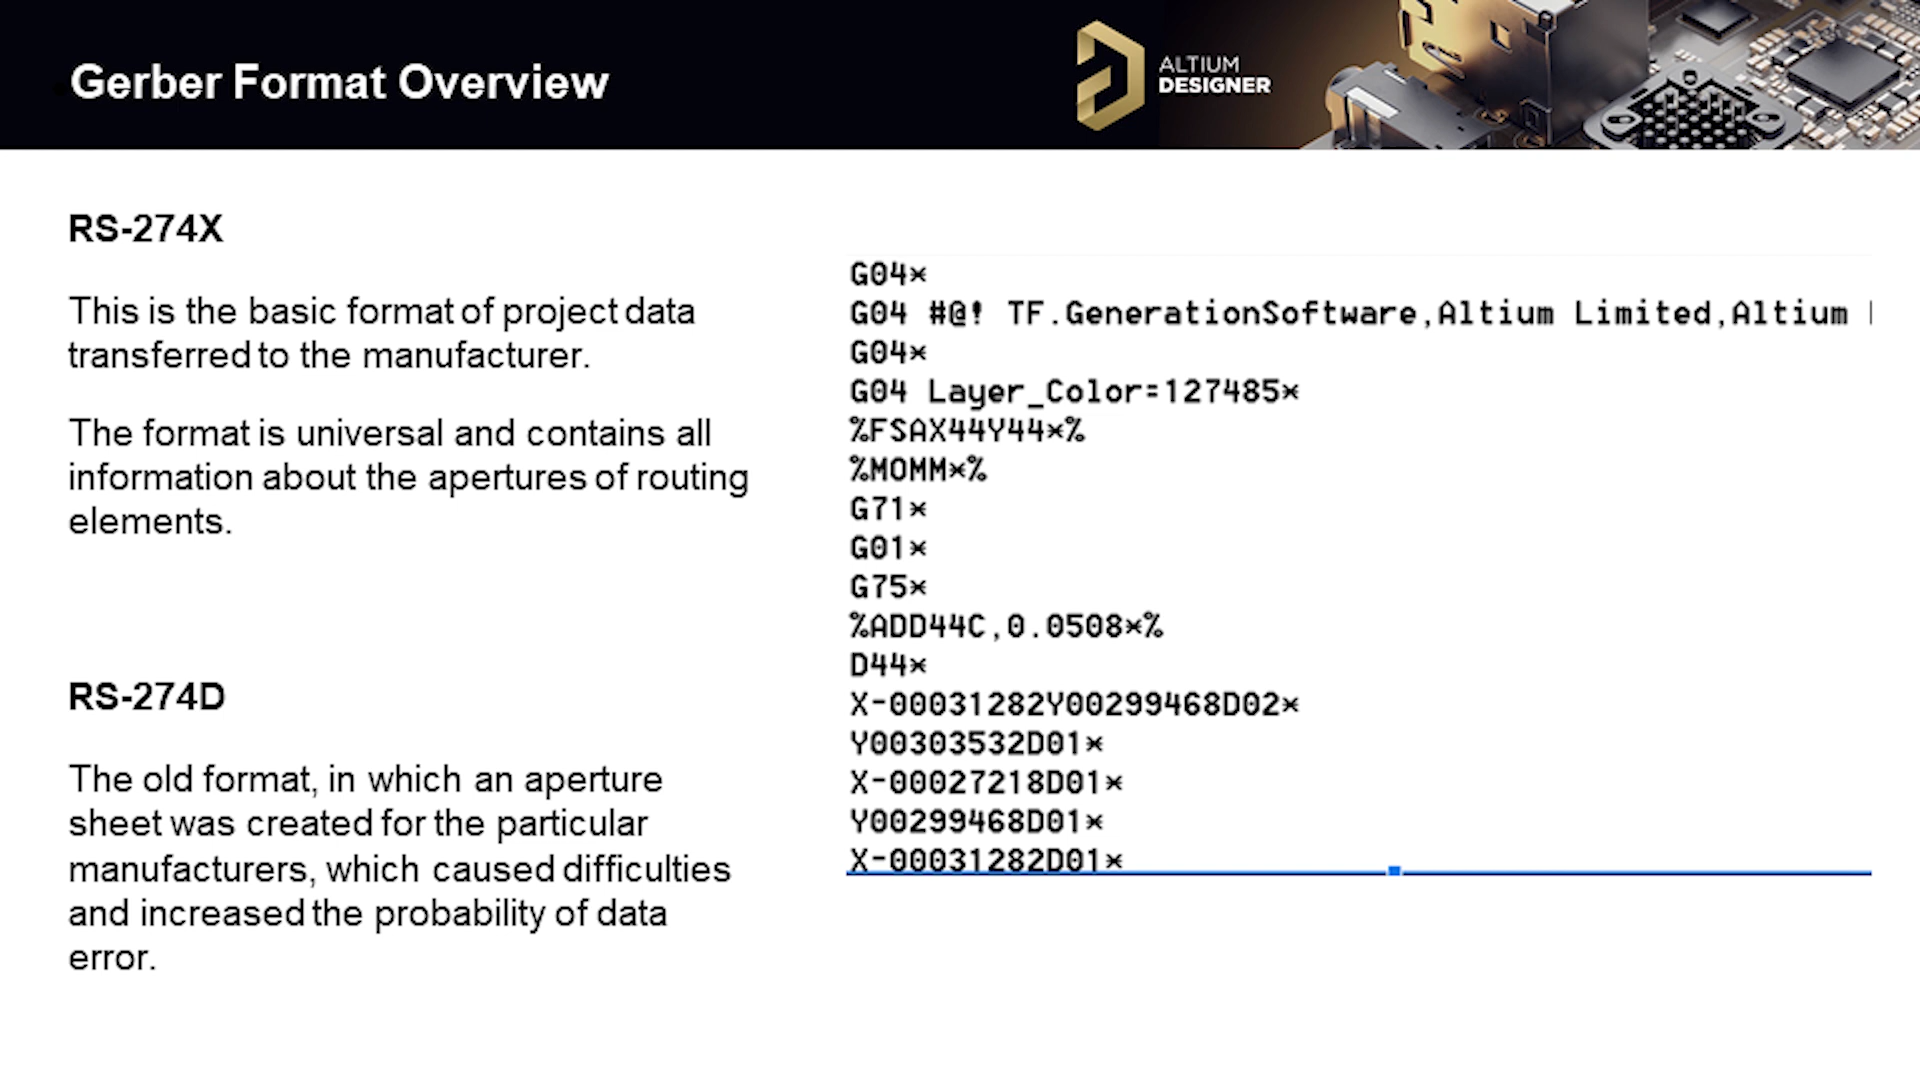 Gerber Format Overview
ALTIUM
DESIGNER
RS-274X
This is the basic format of project data
transferred to the manufacturer.
The format is universal and contains all
information about the apertures of routing
elements.
RS-274D
The old format, in which an aperture
sheet was created for the particular
manufacturers, which caused difficulties
and increased the probability of data
error.
G04*
G04 #@! TF.GenerationSoftware,Altium Limited,Altium
G04*
G04 Layer_Color=127485*
%FSAX44Y44*%
%MOMM*%
G71*
G01*
G75*
%ADD44C,0.0508*%
D44*
X-00031282Y00299468D02*
Y00303532D01*
X-00027218D01*
Y00299468D01*
X-00031282D01*